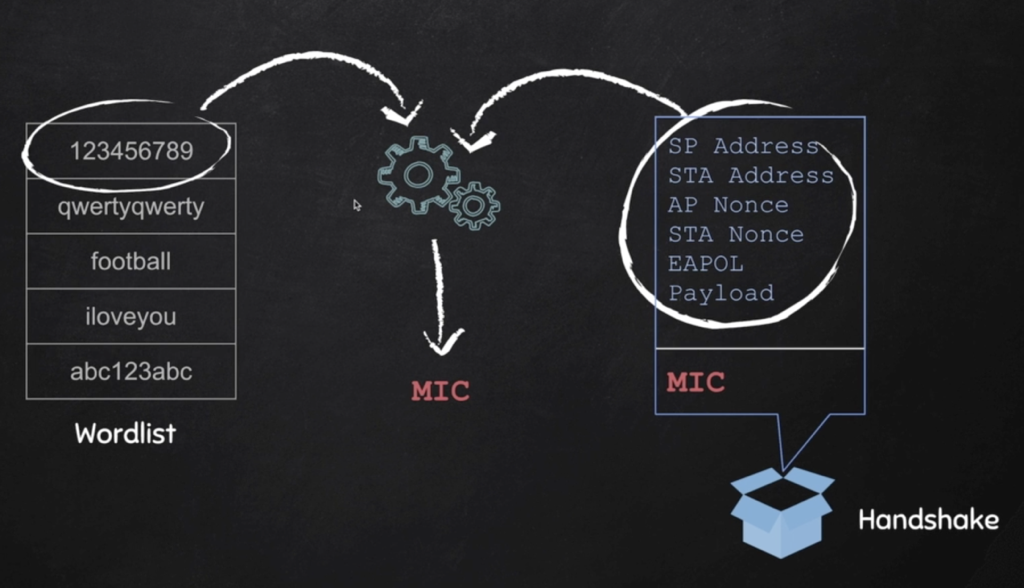 123456789
qwertyqwerty
football
iloveyou
abc123abc
Wordlist
MIC
SP Address
STA Address
AP Nonce
STA Nonce
EAPOL
Payload
MIC
Handshake